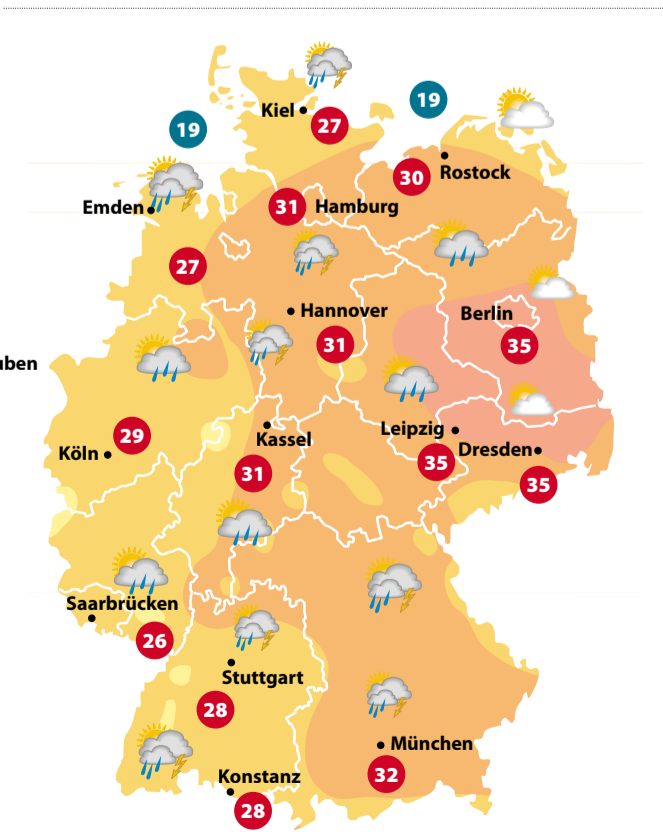 Kiel
27
19
19
Rostock
30
Emden
31
Hamburg
27
Hannover
31
Berlin
35
uben
29
Köln
Kassel
31
Leipzig
35
Dresden
35
Saarbrücken
26
Stuttgart
28
München
32
Konstanz
28